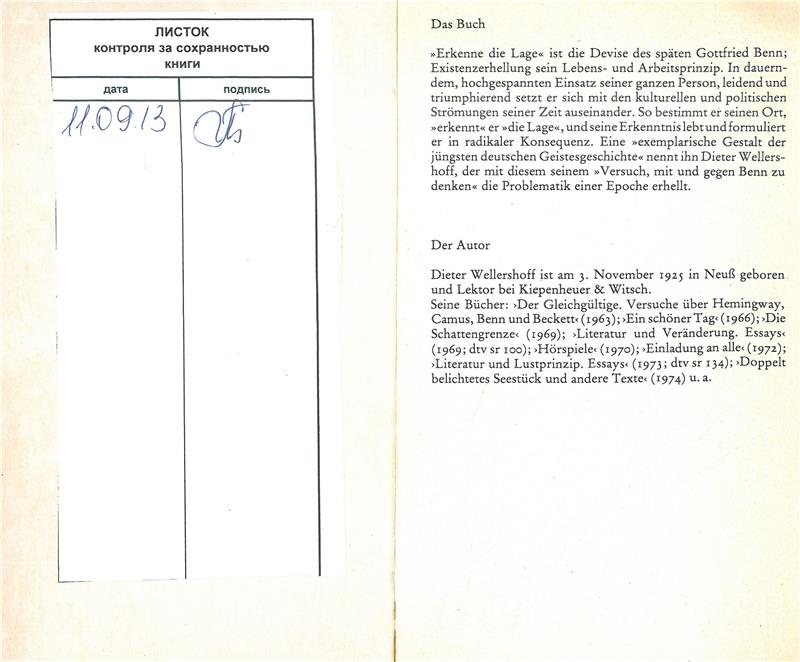 ЛИСТОК
контроля за сохранностью
книги
дата
подпись
11.09.13
Das Buch
»Erkenne die Lage« ist die Devise des späten Gottfried Benn;
Existenzerhellung sein Lebens- und Arbeitsprinzip. In dauern-
dem, hochgespannten Einsatz seiner ganzen Person, leidend und
triumphierend setzt er sich mit den kulturellen und politischen
Strömungen seiner Zeit auseinander. So bestimmt er seinen Ort,
»erkennt« er »die Lage«, und seine Erkenntnis lebt und formuliert
er in radikaler Konsequenz. Eine »exemplarische Gestalt der
jüngsten deutschen Geistesgeschichte« nennt ihn Dieter Wellers-
hoff, der mit diesem seinem »Versuch, mit und gegen Benn zu
denken« die Problematik einer Epoche erhellt.
Der Autor
Dieter Wellershoff ist am 3. November 1925 in Neuß geboren
und Lektor bei Kiepenheuer & Witsch.
Seine Bücher: ›Der Gleichgültige. Versuche über Hemingway,
Camus, Benn und Beckett‹ (1963); ›Ein schöner Tag‹ (1966); ›Die
Schattengrenze‹ (1969); ›Literatur und Veränderung. Essays‹
(1969; dtv sr 100); ›Hörspiele‹ (1970); ›Einladung an alle‹ (1972);
›Literatur und Lustprinzip. Essays‹ (1973; dtv sr 134); ›Doppelt
belichtetes Seestück und andere Texte‹ (1974) u. a.